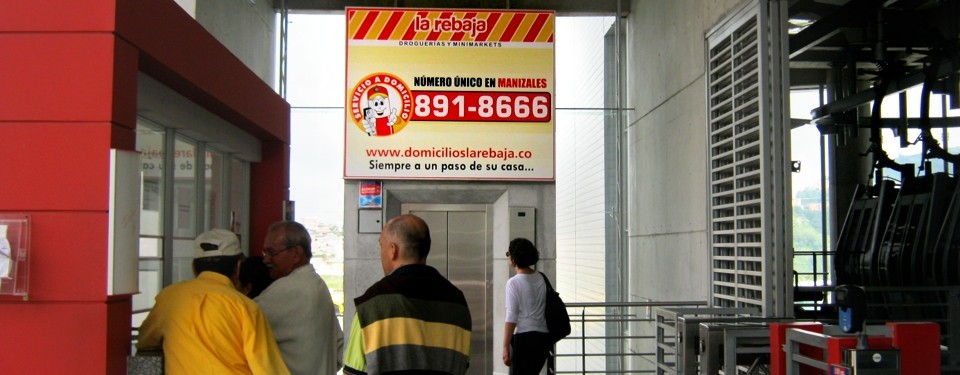 la rebaja
DROGUERÍAS Y MINIMARKETS
SERVICIO A DOMICILIO
NÚMERO ÚNICO EN MANIZALES
891-8666
www.domicilioslarebaja.co
Siempre a un paso de su casa...